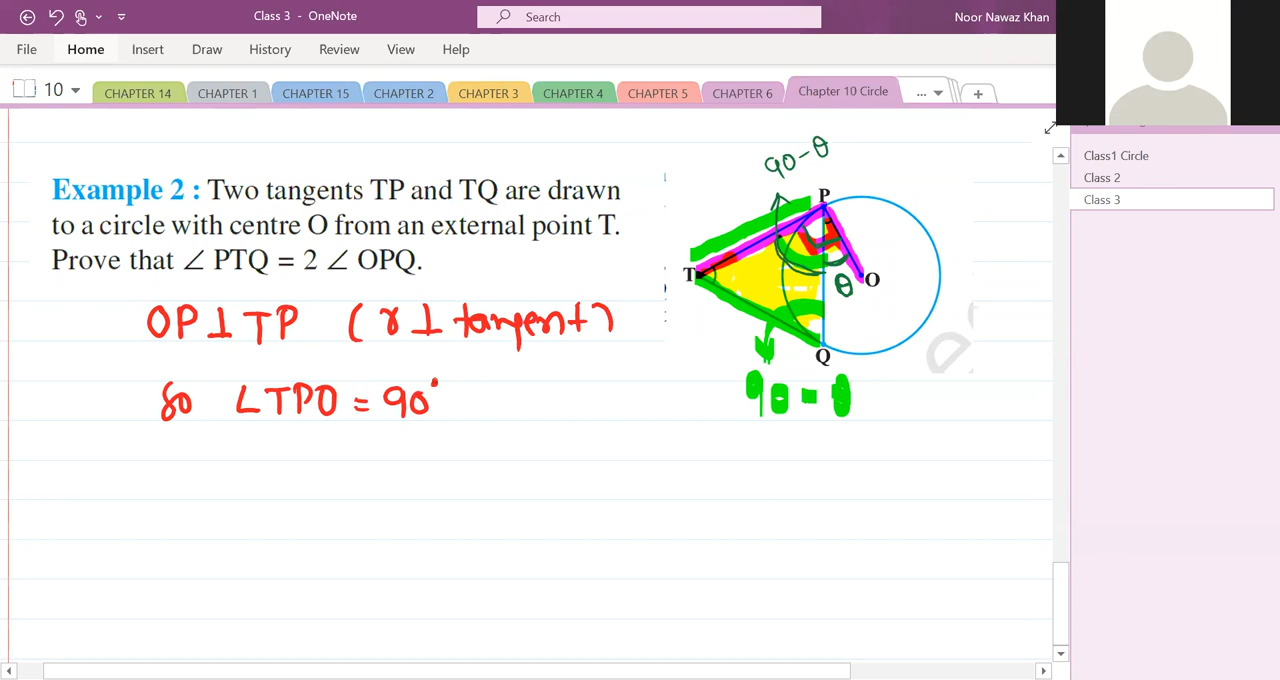 Class 3 - OneNote
Search
Noor Nawaz Khan
File Home Insert Draw History Review View Help
10 CHAPTER 14 CHAPTER 1 CHAPTER 15 CHAPTER 2 CHAPTER 3 CHAPTER 4 CHAPTER 5 CHAPTER 6 Chapter 10 Circle ... +
Class1 Circle
Class 2
Class 3
Example 2 : Two tangents TP and TQ are drawn
to a circle with centre O from an external point T.
Prove that ∠ PTQ = 2 ∠ OPQ.
OP⊥TP (r⊥ tangent)
so ∠TPO = 90°
90-θ
P
T
θ
O
Q
90-θ